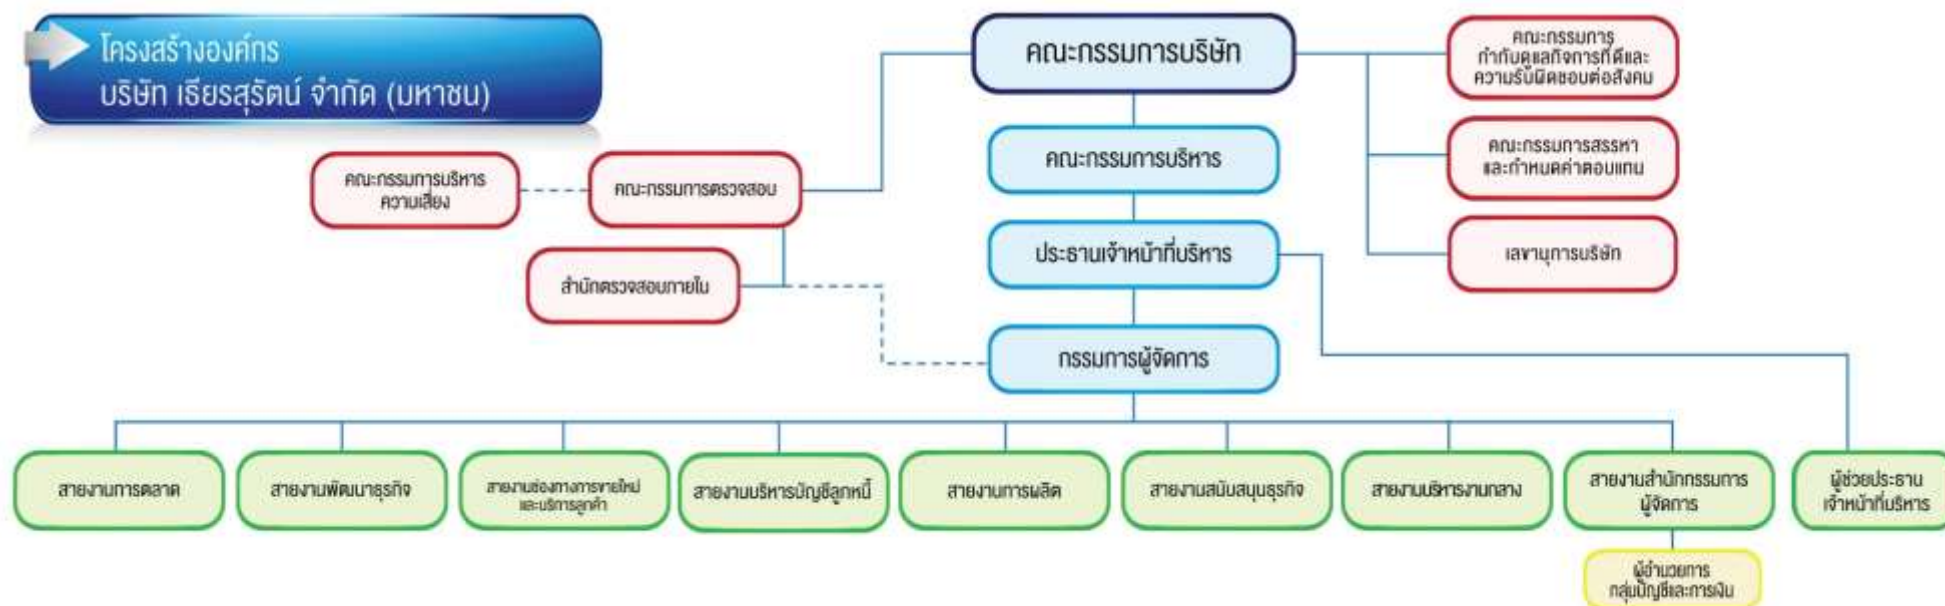 โครงสร้างองค์กร
บริษัท เธียรสุรัตน์ จำกัด (มหาชน)
คณะกรรมการบริษัท
คณะกรรมการ
กำกับดูแลกิจการที่ดีและ
ความรับผิดชอบต่อสังคม
คณะกรรมการบริหาร
คณะกรรมการสรรหา
และกำหนดค่าตอบแทน
คณะกรรมการบริหาร
ความเสี่ยง
คณะกรรมการตรวจสอบ
ประธานเจ้าหน้าที่บริหาร
เลขานุการบริษัท
สำนักตรวจสอบภายใน
กรรมการผู้จัดการ
สายงานการตลาด
สายงานพัฒนาธุรกิจ
สายงานช่องทางการขายใหม่
และบริการลูกค้า
สายงานบริหารบัญชีลูกหนี้
สายงานการผลิต
สายงานสนับสนุนธุรกิจ
สายงานบริหารงานกลาง
สายงานสำนักกรรมการ
ผู้จัดการ
ผู้ช่วยประธาน
เจ้าหน้าที่บริหาร
ผู้อำนวยการ
กลุ่มบัญชีและการเงิน